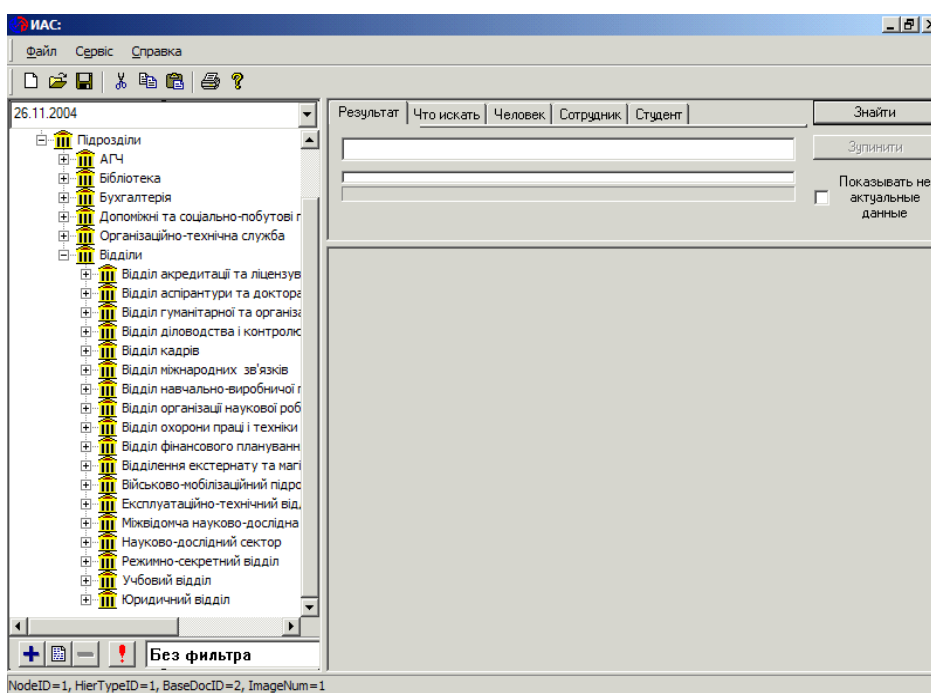 ИАС:
Файл Сервіс Справка
26.11.2004
Підрозділи
АГЧ
Бібліотека
Бухгалтерія
Допоміжні та соціально-побутові г
Організаційно-технічна служба
Відділи
Відділ акредитації та ліцензув
Відділ аспірантури та доктора
Відділ гуманітарної та організа
Відділ діловодства і контролю
Відділ кадрів
Відділ міжнародних зв'язків
Відділ навчально-виробничої г
Відділ організації наукової роб
Відділ охорони праці і техніки
Відділ фінансового плануванн
Відділення екстернату та магі
Військово-мобілізаційний підро
Експлуатаційно-технічний від
Міжвідомча науково-дослідна
Науково-дослідний сектор
Режимно-секретний відділ
Учбовий відділ
Юридичний відділ
Без фильтра
Результат Что искать Человек Сотрудник Студент
Знайти
Зупинити
Показывать не
актуальные
данные
NodeID=1, HierTypeID=1, BaseDocID=2, ImageNum=1